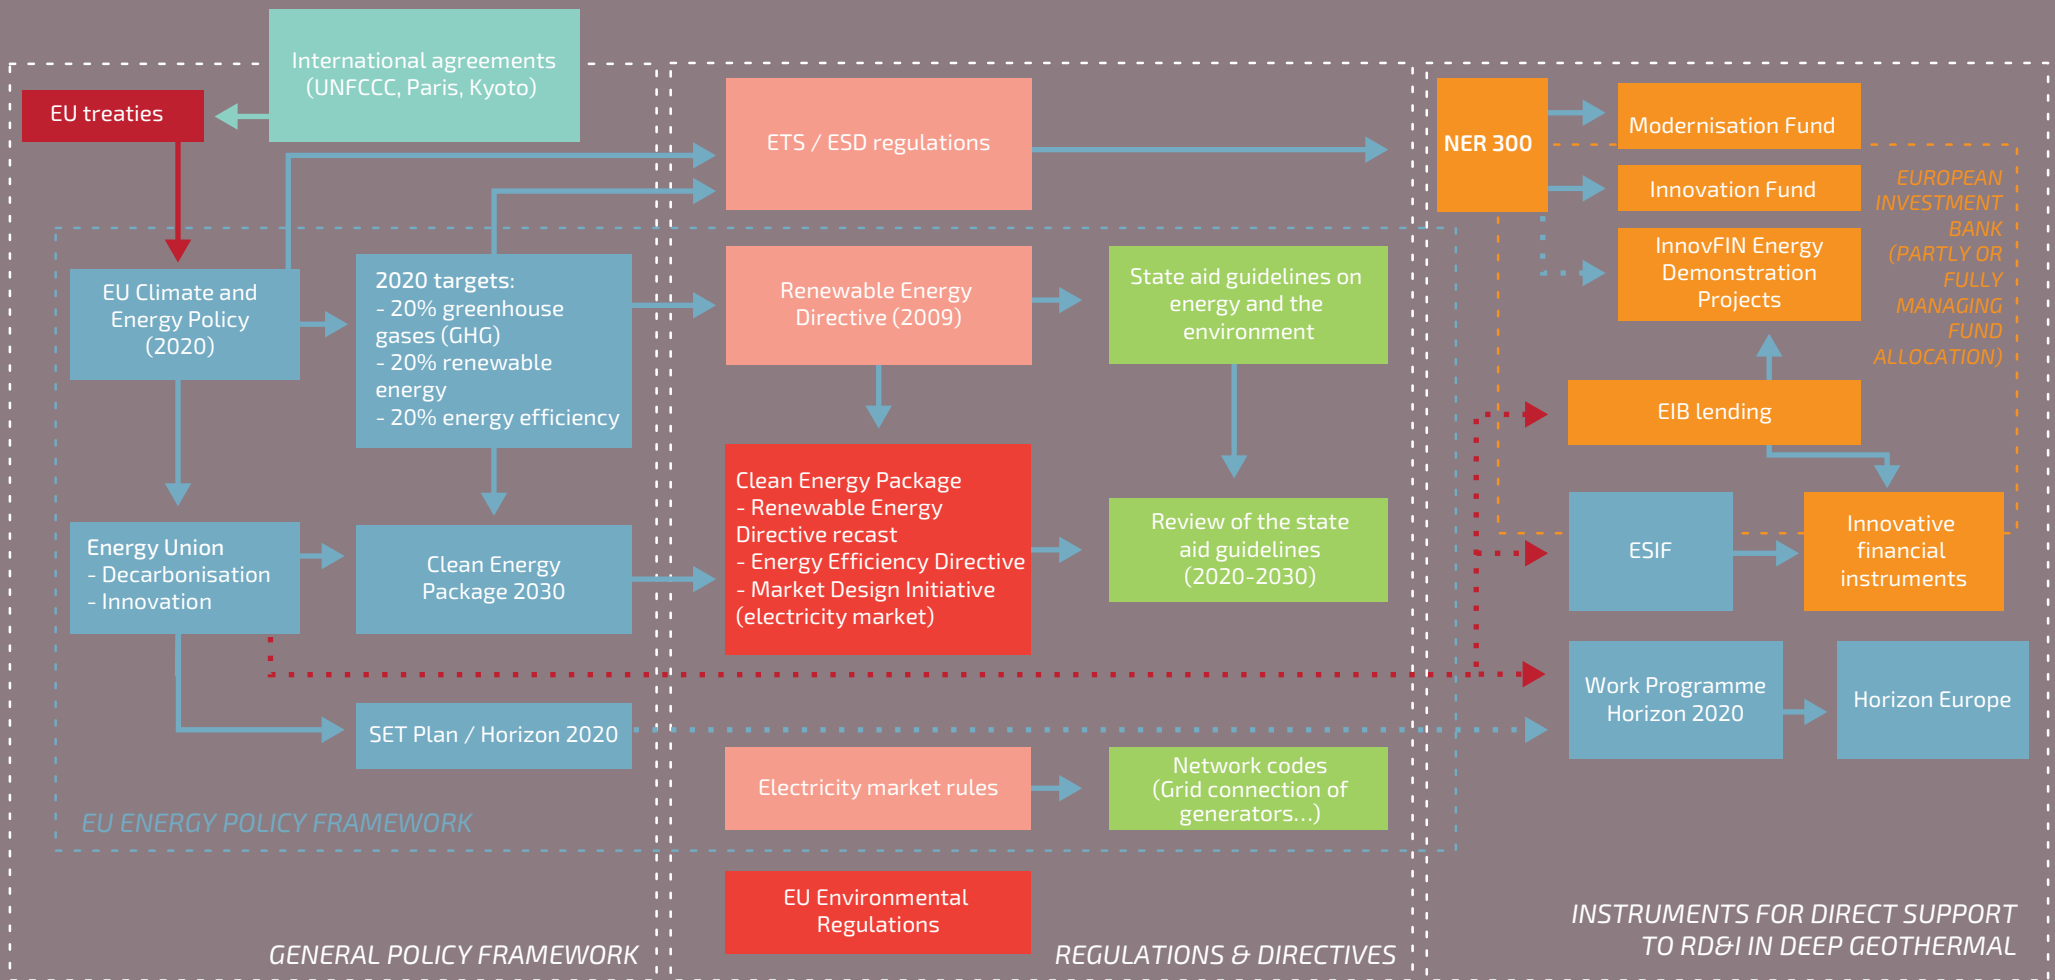 International agreements
(UNFCCC, Paris, Kyoto)
EU treaties
EU Climate and
Energy Policy
(2020)
2020 targets:
- 20% greenhouse
gases (GHG)
- 20% renewable
energy
- 20% energy efficiency
Energy Union
- Decarbonisation
- Innovation
Clean Energy
Package 2030
SET Plan / Horizon 2020
EU ENERGY POLICY FRAMEWORK
GENERAL POLICY FRAMEWORK
ETS / ESD regulations
Renewable Energy
Directive (2009)
State aid guidelines on
energy and the
environment
Clean Energy Package
- Renewable Energy
Directive recast
- Energy Efficiency Directive
- Market Design Initiative
(electricity market)
Review of the state
aid guidelines
(2020-2030)
Electricity market rules
Network codes
(Grid connection of
generators...)
EU Environmental
Regulations
REGULATIONS & DIRECTIVES
NER 300
Modernisation Fund
Innovation Fund
InnovFIN Energy
Demonstration
Projects
EUROPEAN
INVESTMENT
BANK
(PARTLY OR
FULLY
MANAGING
FUND
ALLOCATION)
EIB lending
ESIF
Innovative
financial
instruments
Work Programme
Horizon 2020
Horizon Europe
INSTRUMENTS FOR DIRECT SUPPORT
TO RD&I IN DEEP GEOTHERMAL